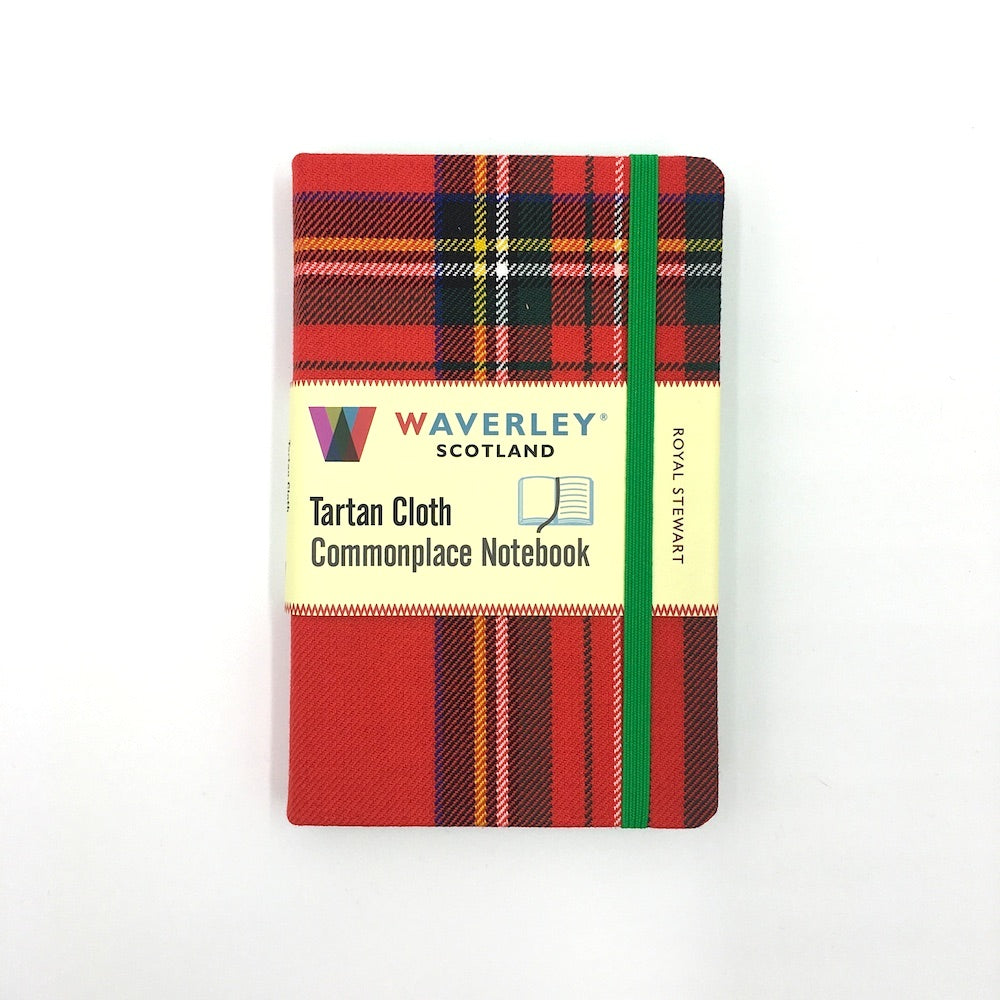 WAVERLEY®
SCOTLAND
Tartan Cloth
Commonplace Notebook
ROYAL STEWART